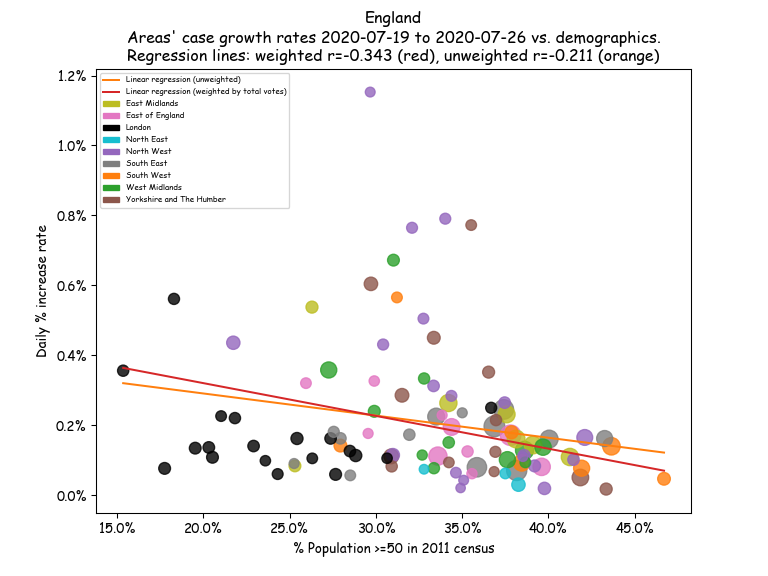 England
Areas' case growth rates 2020-07-19 to 2020-07-26 vs. demographics.
Regression lines: weighted r=-0.343 (red), unweighted r=-0.211 (orange)
Linear regression (unweighted)
Linear regression (weighted by total votes)
East Midlands
East of England
London
North East
North West
South East
South West
West Midlands
Yorkshire and The Humber
Daily % increase rate
1.2%
1.0%
0.8%
0.6%
0.4%
0.2%
0.0%
15.0% 20.0% 25.0% 30.0% 35.0% 40.0% 45.0%
% Population >=50 in 2011 census